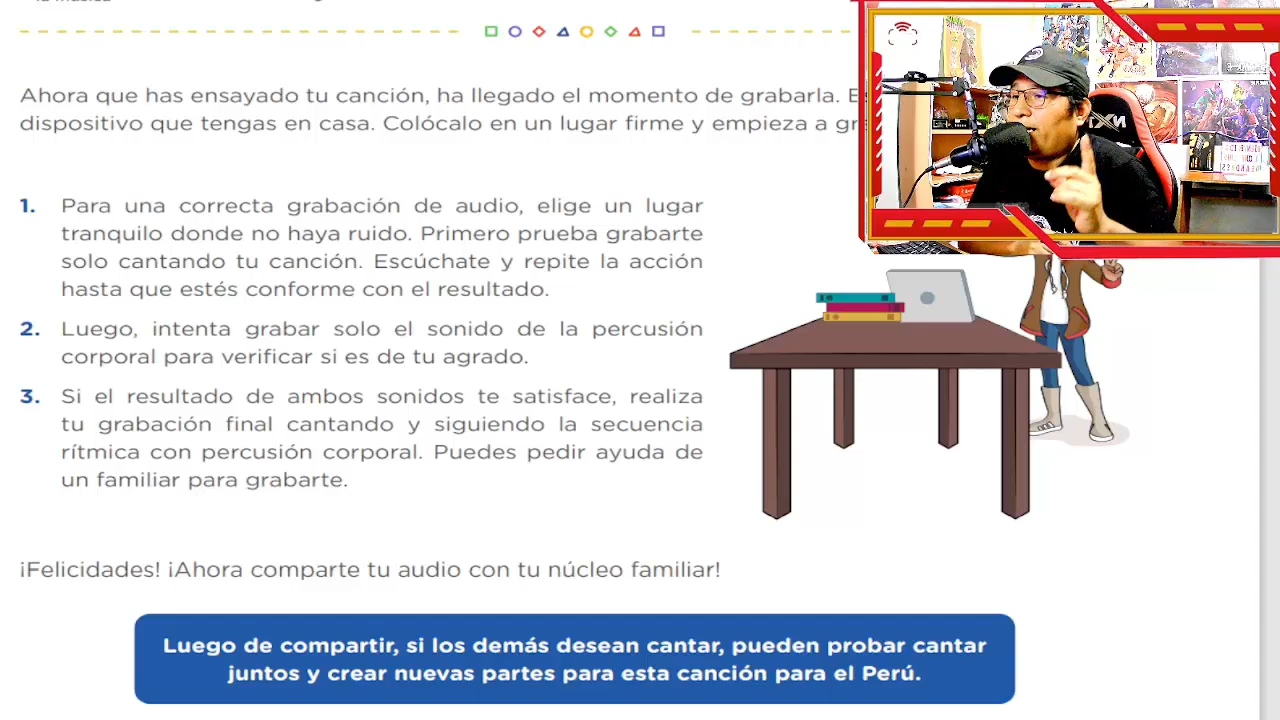 Ahora que has ensayado tu canción, ha llegado el momento de grabarla.
dispositivo que tengas en casa. Colócalo en un lugar firme y empieza a
1. Para una correcta grabación de audio, elige un lugar
tranquilo donde no haya ruido. Primero prueba grabarte
solo cantando tu canción. Escúchate y repite la acción
hasta que estés conforme con el resultado.
2. Luego, intenta grabar solo el sonido de la percusión
corporal para verificar si es de tu agrado.
3. Si el resultado de ambos sonidos te satisface, realiza
tu grabación final cantando y siguiendo la secuencia
rítmica con percusión corporal. Puedes pedir ayuda de
un familiar para grabarte.
¡Felicidades! ¡Ahora comparte tu audio con tu núcleo familiar!
Luego de compartir, si los demás desean cantar, pueden probar cantar
juntos y crear nuevas partes para esta canción para el Perú.